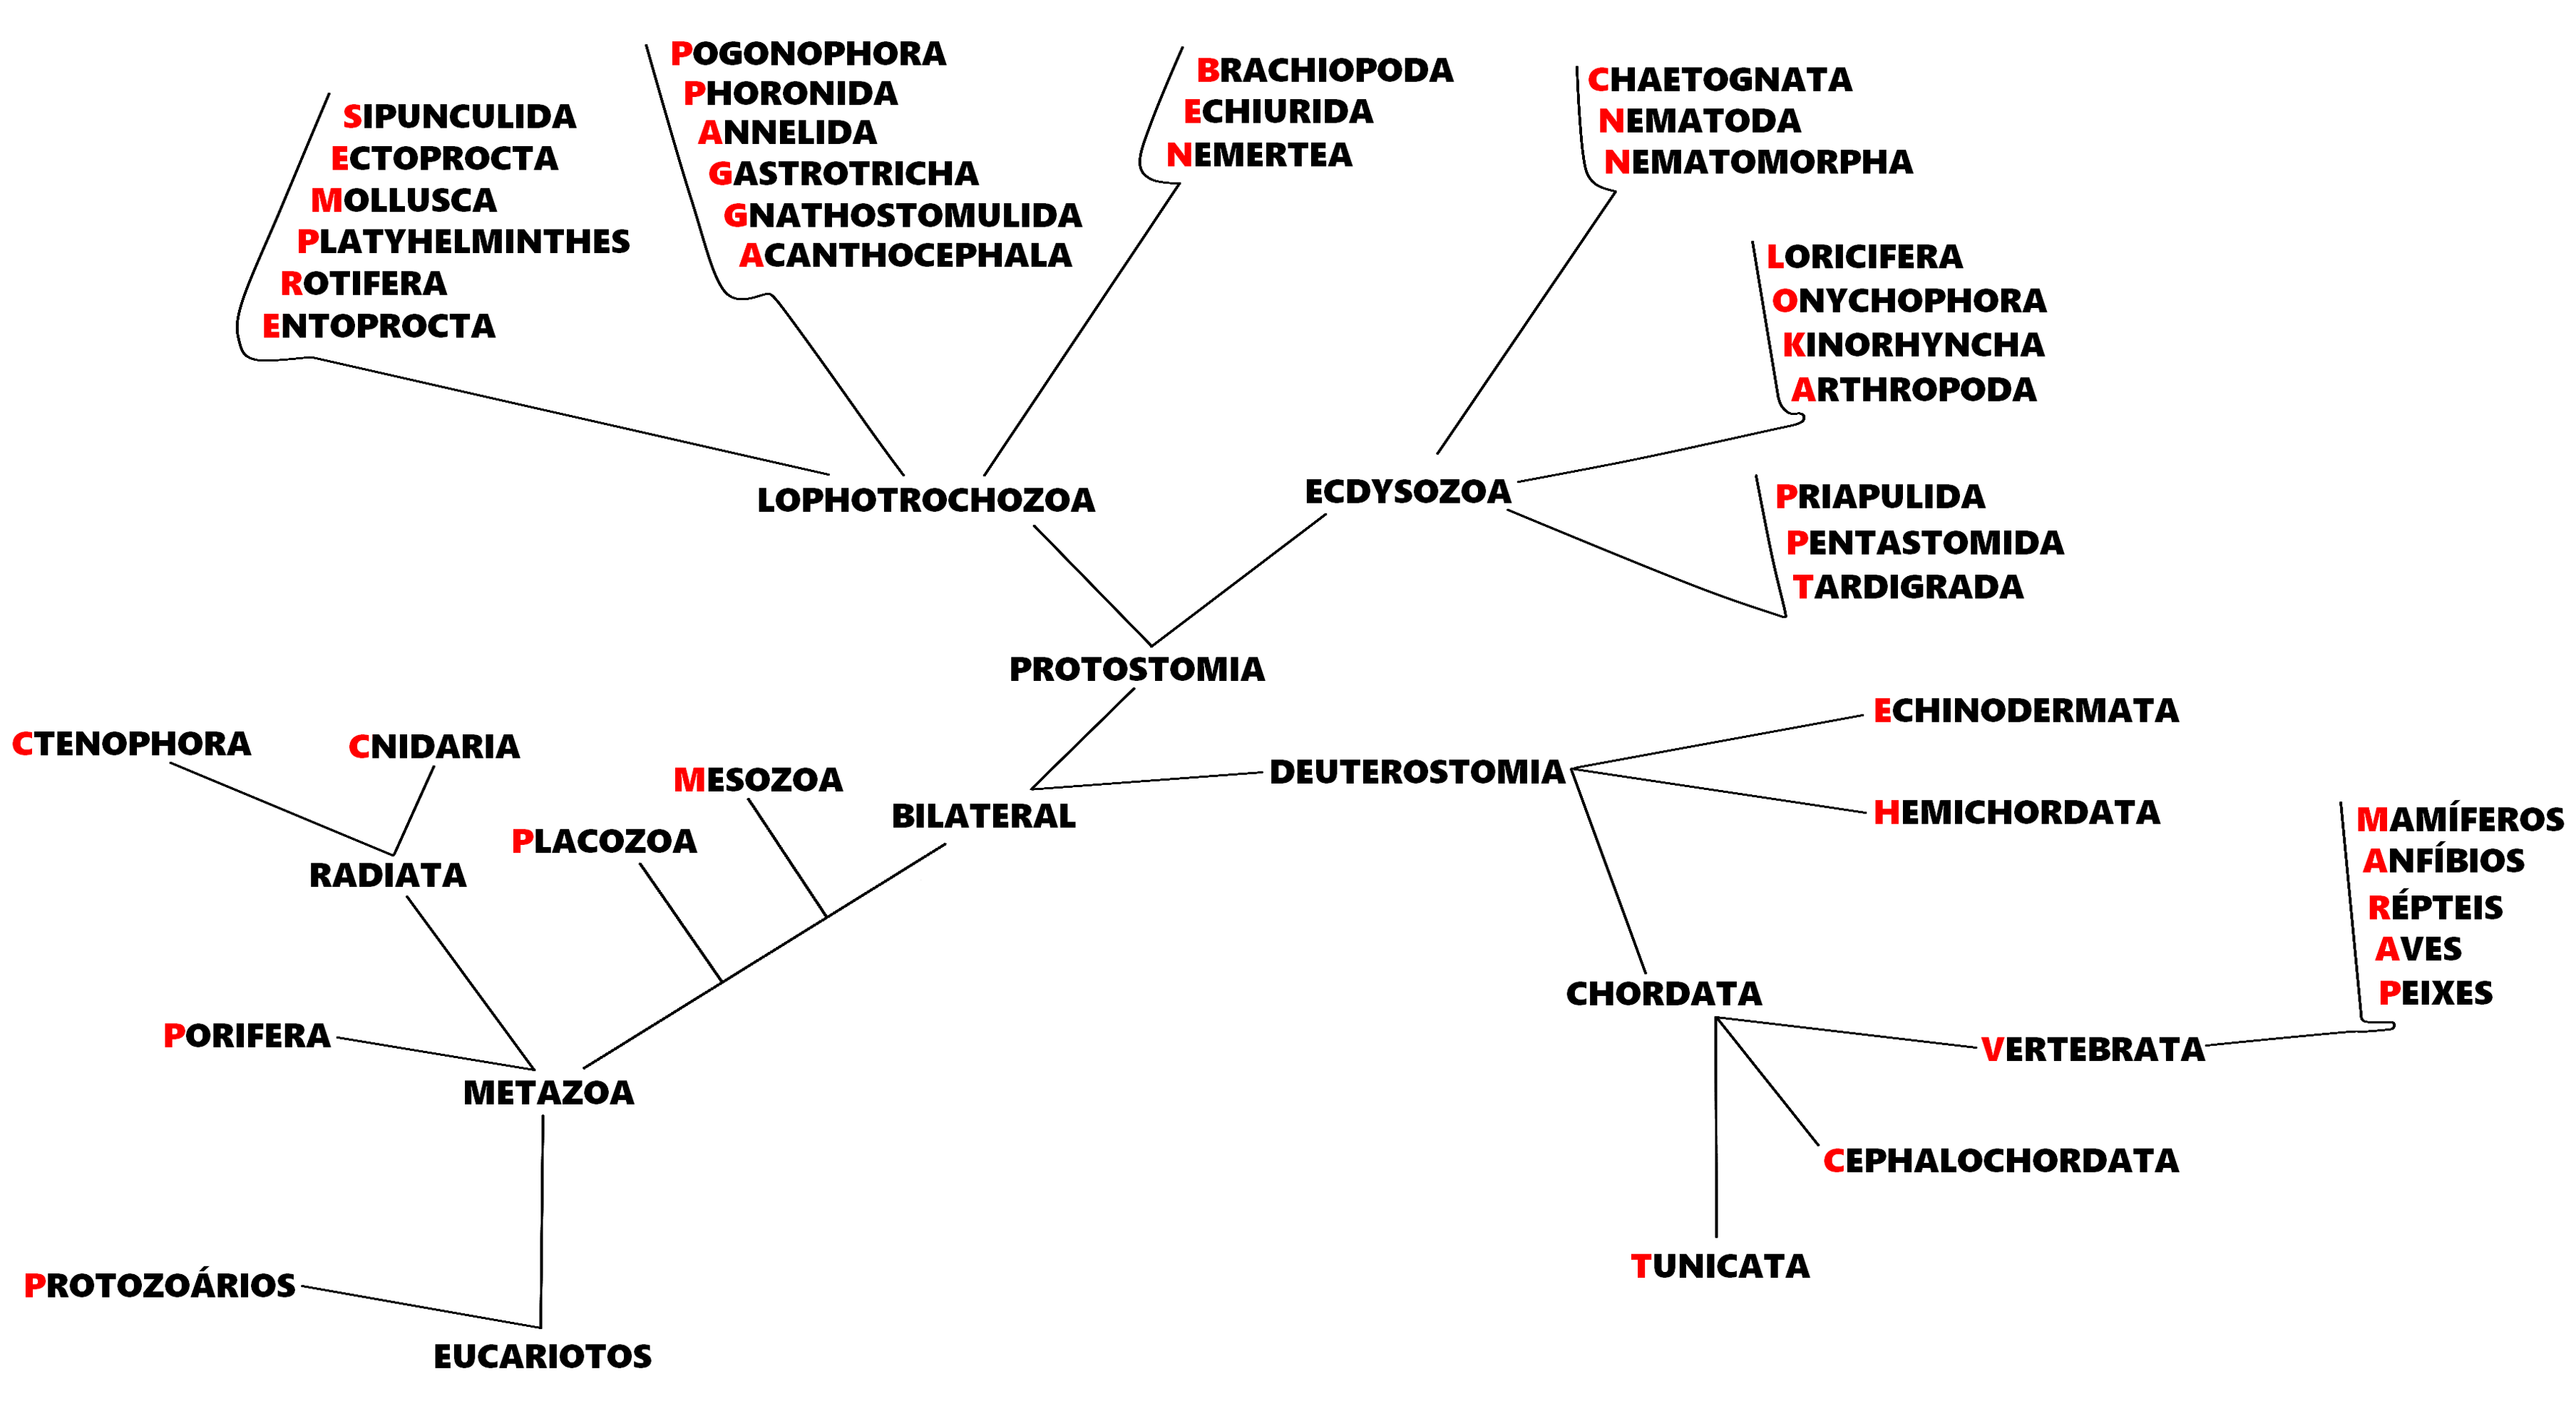 SIPUNCULIDA
ECTOPROCTA
MOLLUSCA
PLATYHELMINTHES
ROTIFERA
ENTOPROCTA
POGONOPHORA
PHORONIDA
ANNELIDA
GASTROTRICHA
GNATHOSTOMULIDA
ACANTHOCEPHALA
BRACHIOPODA
ECHIURIDA
NEMERTEA
CHAETOGNATA
NEMATODA
NEMATOMORPHA
LORICIFERA
ONYCHOPHORA
KINORHYNCHA
ARTHROPODA
PRIAPULIDA
PENTASTOMIDA
TARDIGRADA
LOPHOTROCHOZOA
ECDYSOZOA
PROTOSTOMIA
CTENOPHORA
CNIDARIA
RADIATA
PLACOZOA
MESOZOA
BILATERAL
DEUTEROSTOMIA
ECHINODERMATA
HEMICHORDATA
MAMÍFEROS
ANFÍBIOS
RÉPTEIS
AVES
PEIXES
CHORDATA
VERTEBRATA
CEPHALOCHORDATA
TUNICATA
PORIFERA
METAZOA
PROTOZOÁRIOS
EUCARIOTOS